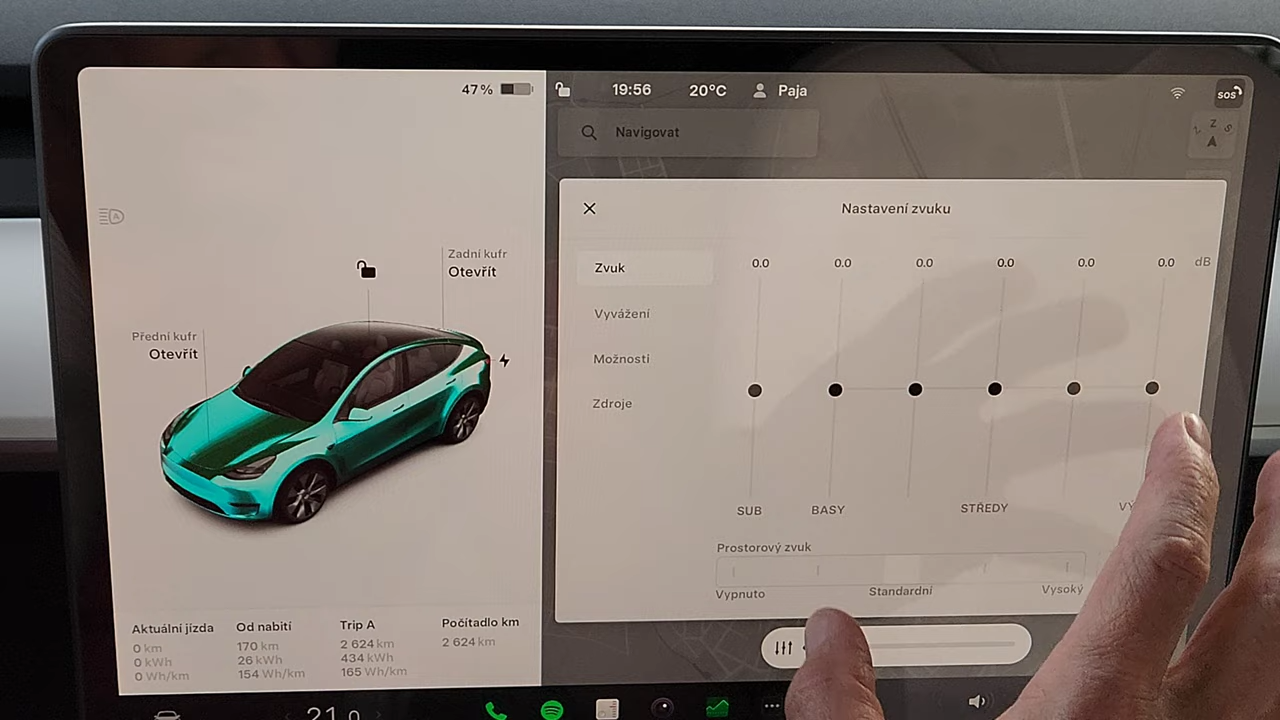 47 %
19:56
20°C
Paja
SOS
Navigovat
Nastavení zvuku
Zvuk
Vyvážení
Možnosti
Zdroje
0.0 0.0 0.0 0.0 0.0 0.0 dB
SUB BASY STŘEDY
Prostorový zvuk
Vypnuto Standardní Vysoký
Zadní kufr
Otevřít
Přední kufr
Otevřít
Aktuální jízda
0 km
0 kWh
0 Wh/km
Od nabití
170 km
26 kWh
154 Wh/km
Trip A
2 624 km
434 kWh
165 Wh/km
Počítadlo km
2 624 km
21.0